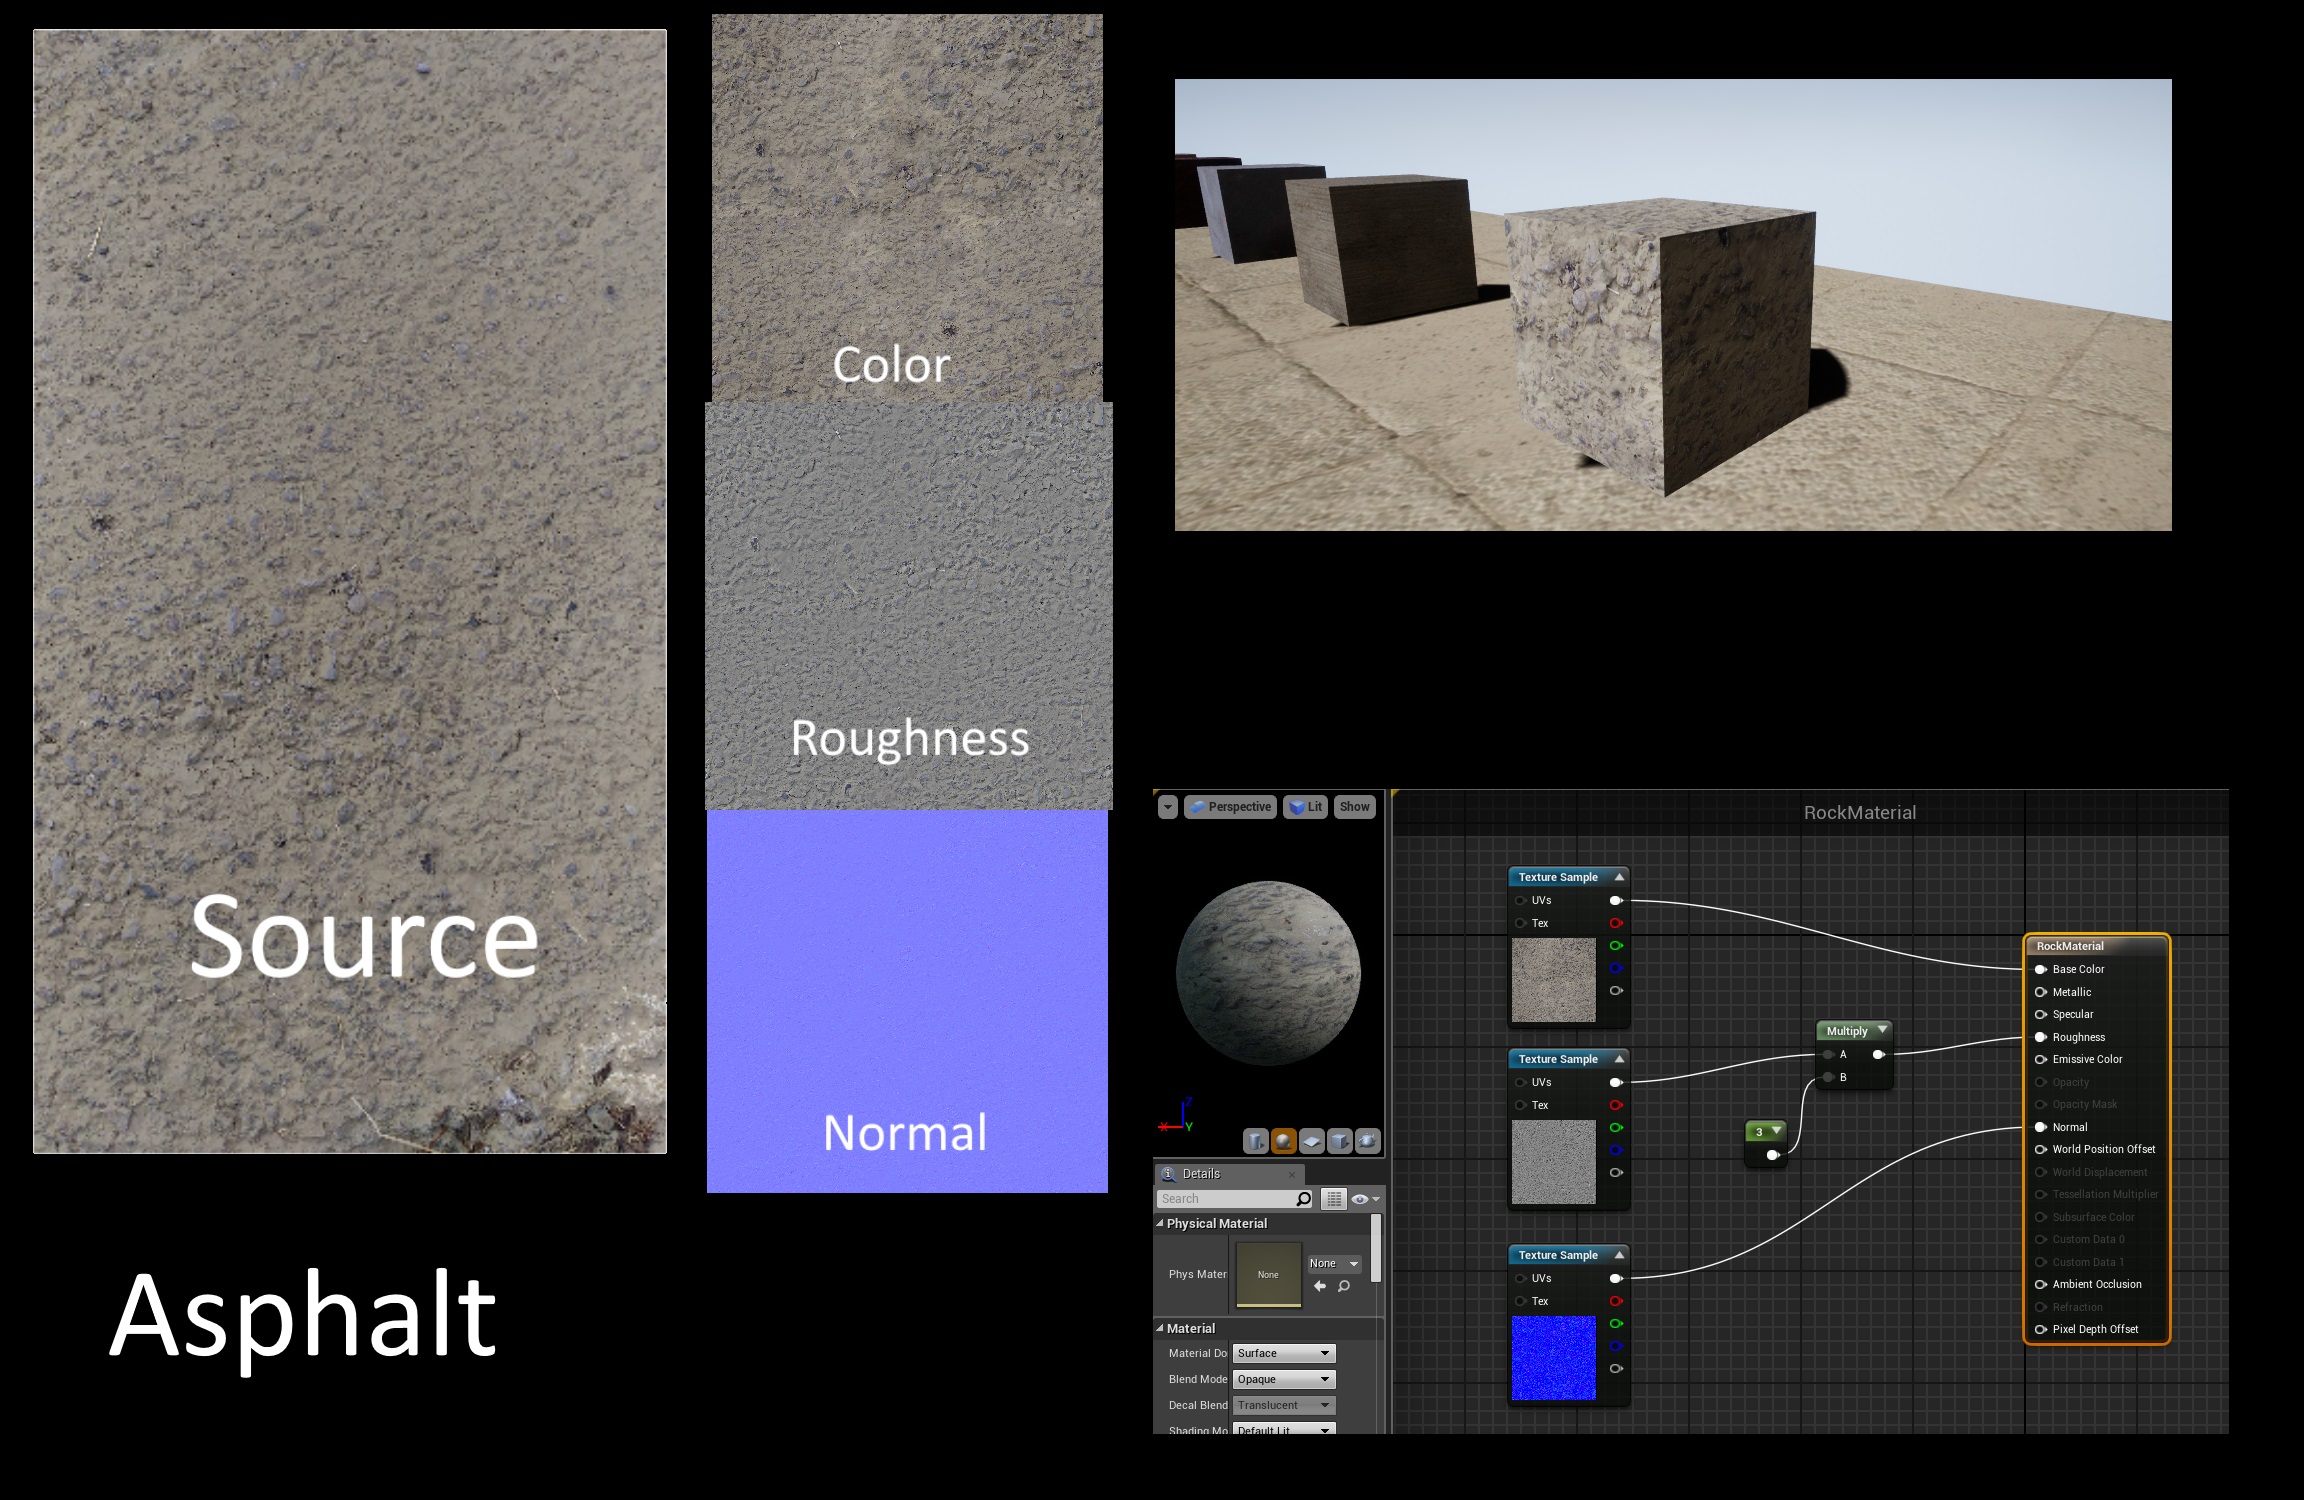 Source
Asphalt
Color
Roughness
Normal
Perspective
Lit
Show
X
Z
Y
Details
Search
Physical Material
Phys Mater
None
None
Material
Material Do
Surface
Blend Mode
Opaque
Decal Blend
Translucent
Shading Mo
Default Lit
RockMaterial
Texture Sample
UVs
Tex
Texture Sample
UVs
Tex
Texture Sample
UVs
Tex
3
Multiply
A
B
RockMaterial
Base Color
Metallic
Specular
Roughness
Emissive Color
Opacity
Opacity Mask
Normal
World Position Offset
World Displacement
Tessellation Multiplier
Subsurface Color
Custom Data 0
Custom Data 1
Ambient Occlusion
Refraction
Pixel Depth Offset